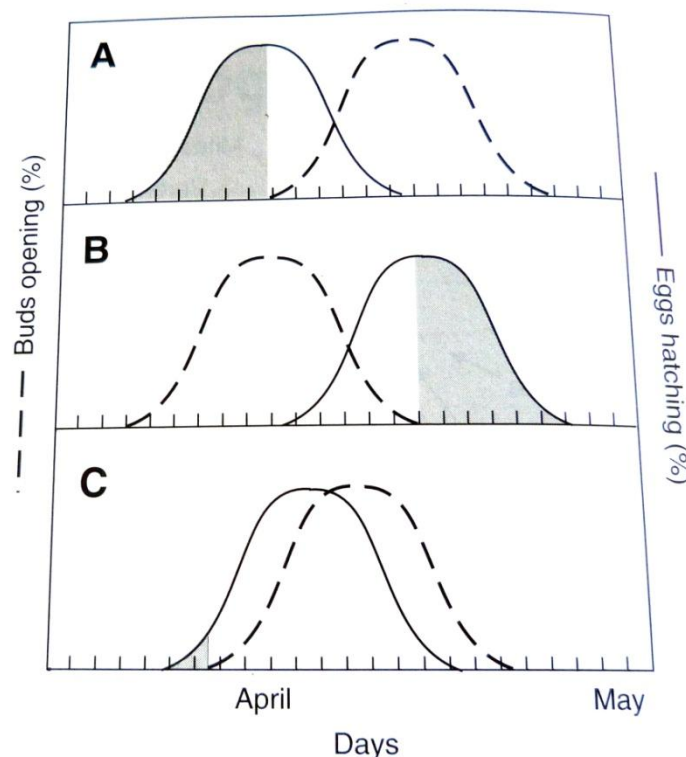 A
B
C
Buds opening (%)
Eggs hatching (%)
April
May
Days